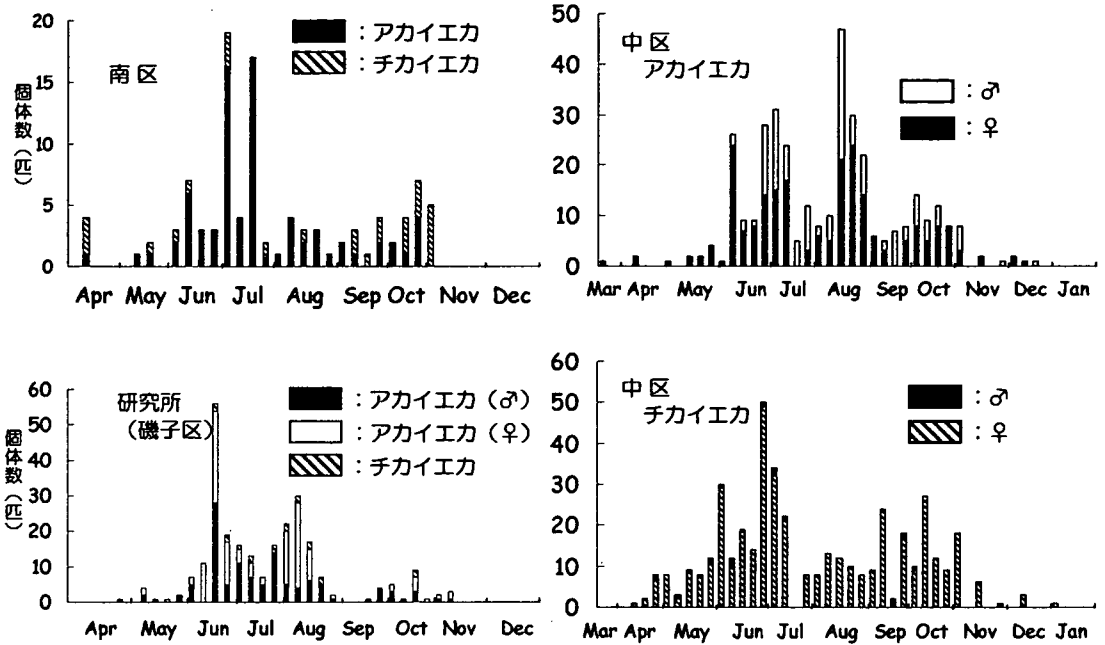 20
15
10
5
0
個体数（匹）
南区
：アカイエカ
：チカイエカ
Apr May Jun Jul Aug Sep Oct Nov Dec
50
40
30
20
10
0
中区
アカイエカ
：♂
：♀
Mar Apr May Jun Jul Aug Sep Oct Nov Dec Jan
60
50
40
30
20
10
0
個体数（匹）
研究所
（磯子区）
：アカイエカ（♂）
：アカイエカ（♀）
：チカイエカ
Apr May Jun Jul Aug Sep Oct Nov Dec
60
50
40
30
20
10
0
中区
チカイエカ
：♂
：♀
Mar Apr May Jun Jul Aug Sep Oct Nov Dec Jan